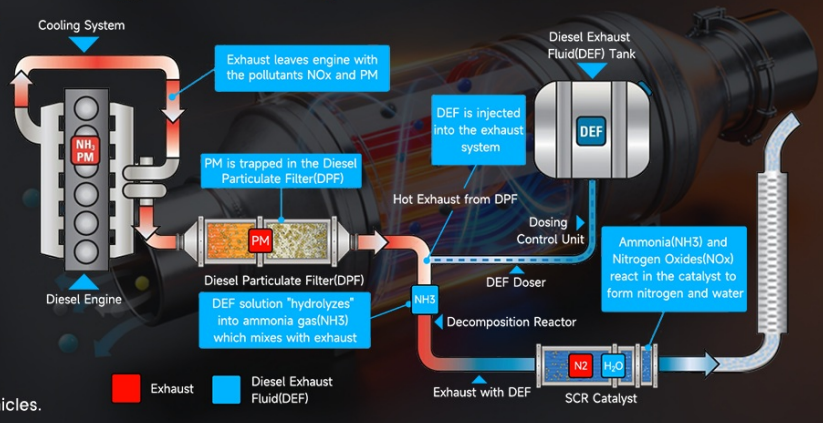 Cooling System
Exhaust leaves engine with
the pollutants NOx and PM
Diesel Exhaust
Fluid(DEF) Tank
DEF is injected
into the exhaust
system
DEF
NH3
PM
PM is trapped in the Diesel
Particulate Filter(DPF)
Hot Exhaust from DPF
Dosing
Control Unit
Ammonia(NH3) and
Nitrogen Oxides(NOx)
react in the catalyst to
form nitrogen and water
PM
Diesel Particulate Filter(DPF)
DEF Doser
Diesel Engine
DEF solution "hydrolyzes"
into ammonia gas(NH3)
which mixes with exhaust
NH3
Decomposition Reactor
N2
H2O
Exhaust with DEF
SCR Catalyst
Exhaust
Diesel Exhaust
Fluid(DEF)
icles.